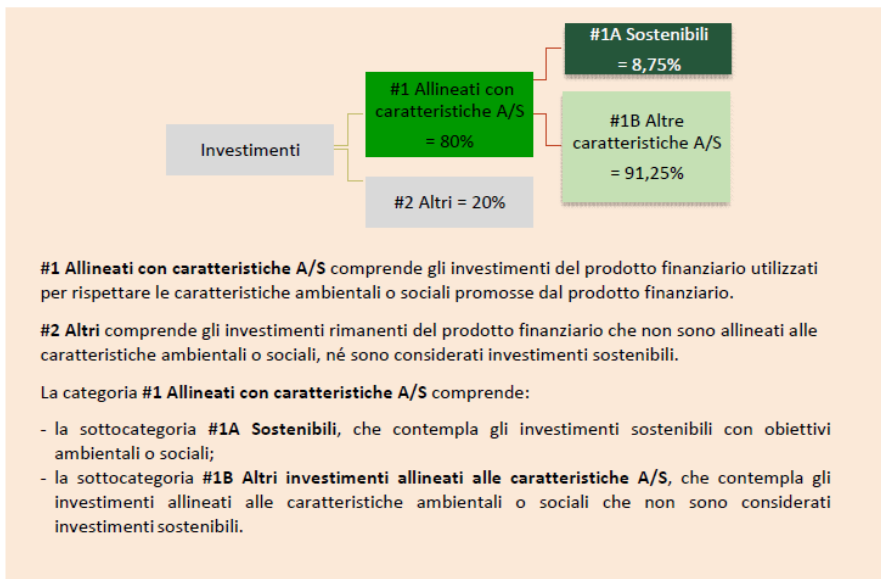 #1A Sostenibili
= 8,75%
#1 Allineati con
caratteristiche A/S
= 80%
#1B Altre
caratteristiche A/S
= 91,25%
Investimenti
#2 Altri = 20%
#1 Allineati con caratteristiche A/S comprende gli investimenti del prodotto finanziario utilizzati
per rispettare le caratteristiche ambientali o sociali promosse dal prodotto finanziario.
#2 Altri comprende gli investimenti rimanenti del prodotto finanziario che non sono allineati alle
caratteristiche ambientali o sociali, né sono considerati investimenti sostenibili.
La categoria #1 Allineati con caratteristiche A/S comprende:
- la sottocategoria #1A Sostenibili, che contempla gli investimenti sostenibili con obiettivi
ambientali o sociali;
- la sottocategoria #1B Altri investimenti allineati alle caratteristiche A/S, che contempla gli
investimenti allineati alle caratteristiche ambientali o sociali che non sono considerati
investimenti sostenibili.